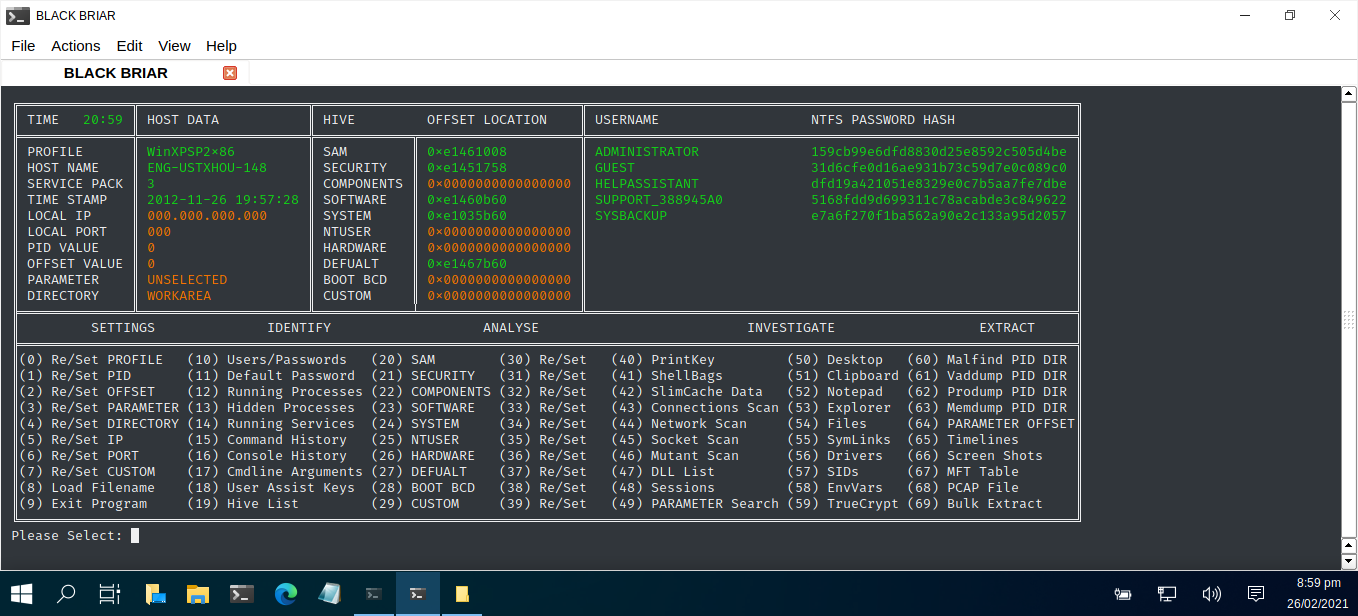 BLACK BRIAR
File Actions Edit View Help
BLACK BRIAR
TIME 20:59 HOST DATA HIVE OFFSET LOCATION USERNAME NTFS PASSWORD HASH
PROFILE WinXPSP2×86 SAM 0×e1461008 ADMINISTRATOR 159cb99e6dfd8830d25e8592c505d4be
HOST NAME ENG-USTXHOU-148 SECURITY 0×e1451758 GUEST 31d6cfe0d16ae931b73c59d7e0c089c0
SERVICE PACK 3 COMPONENTS 0×0000000000000000 HELPASSISTANT dfd19a421051e8329e0c7b5aa7fe7dbe
TIME STAMP 2012-11-26 19:57:28 SOFTWARE 0×e1460b60 SUPPORT_388945A0 5168fdd9d699311c78acabde3c849622
LOCAL IP 000.000.000.000 SYSTEM 0×e1035b60 SYSBACKUP e7a6f270f1ba562a90e2c133a95d2057
LOCAL PORT 000 NTUSER 0×0000000000000000
PID VALUE 0 HARDWARE 0×0000000000000000
OFFSET VALUE 0 DEFUALT 0×e1467b60
PARAMETER UNSELECTED BOOT BCD 0×0000000000000000
DIRECTORY WORKAREA CUSTOM 0×0000000000000000
SETTINGS IDENTIFY ANALYSE INVESTIGATE EXTRACT
(0) Re/Set PROFILE (10) Users/Passwords (20) SAM (30) Re/Set (40) PrintKey (50) Desktop (60) Malfind PID DIR
(1) Re/Set PID (11) Default Password (21) SECURITY (31) Re/Set (41) ShellBags (51) Clipboard (61) Vaddump PID DIR
(2) Re/Set OFFSET (12) Running Processes (22) COMPONENTS (32) Re/Set (42) SlimCache Data (52) Notepad (62) Prodump PID DIR
(3) Re/Set PARAMETER (13) Hidden Processes (23) SOFTWARE (33) Re/Set (43) Connections Scan (53) Explorer (63) Memdump PID DIR
(4) Re/Set DIRECTORY (14) Running Services (24) SYSTEM (34) Re/Set (44) Network Scan (54) Files (64) PARAMETER OFFSET
(5) Re/Set IP (15) Command History (25) NTUSER (35) Re/Set (45) Socket Scan (55) SymLinks (65) Timelines
(6) Re/Set PORT (16) Console History (26) HARDWARE (36) Re/Set (46) Mutant Scan (56) Drivers (66) Screen Shots
(7) Re/Set CUSTOM (17) Cmdline Arguments (27) DEFUALT (37) Re/Set (47) DLL List (57) SIDs (67) MFT Table
(8) Load Filename (18) User Assist Keys (28) BOOT BCD (38) Re/Set (48) Sessions (58) EnvVars (68) PCAP File
(9) Exit Program (19) Hive List (29) CUSTOM (39) Re/Set (49) PARAMETER Search (59) TrueCrypt (69) Bulk Extract
Please Select:
8:59 pm
26/02/2021